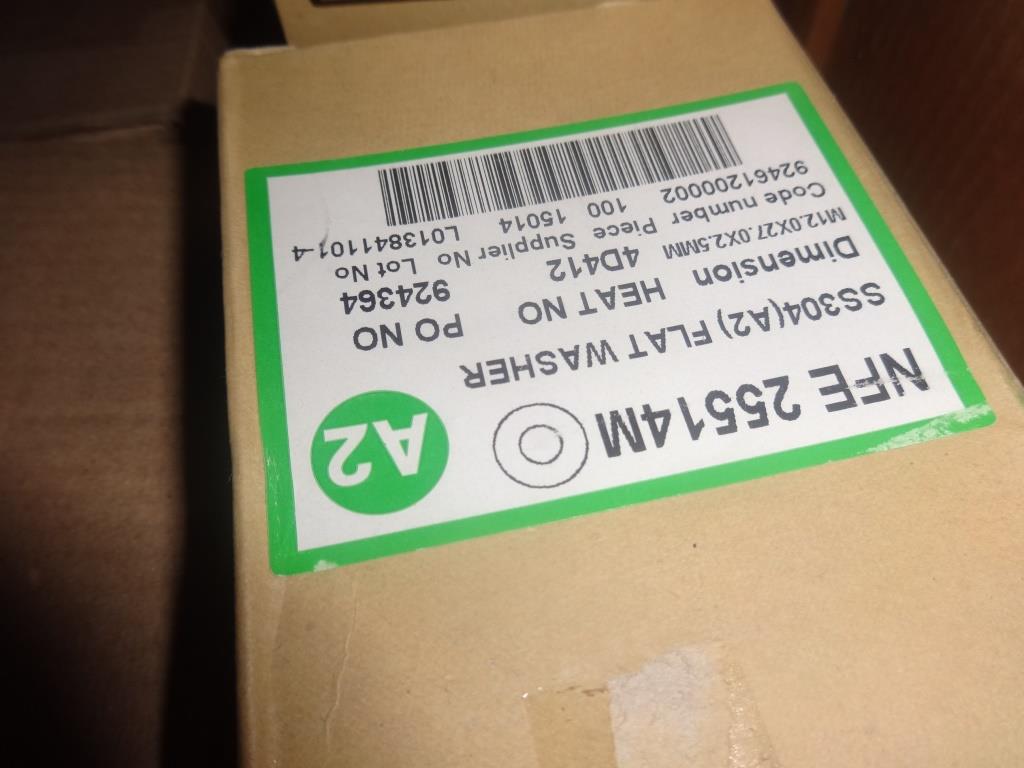 NFE 25514M
A2
SS304(A2) FLAT WASHER
Dimension HEAT NO PO NO
M12.0X27.0X2.5MM 4D412 924364
Code number Piece Supplier No Lot No
92461200002 100 15014 L013841101-4